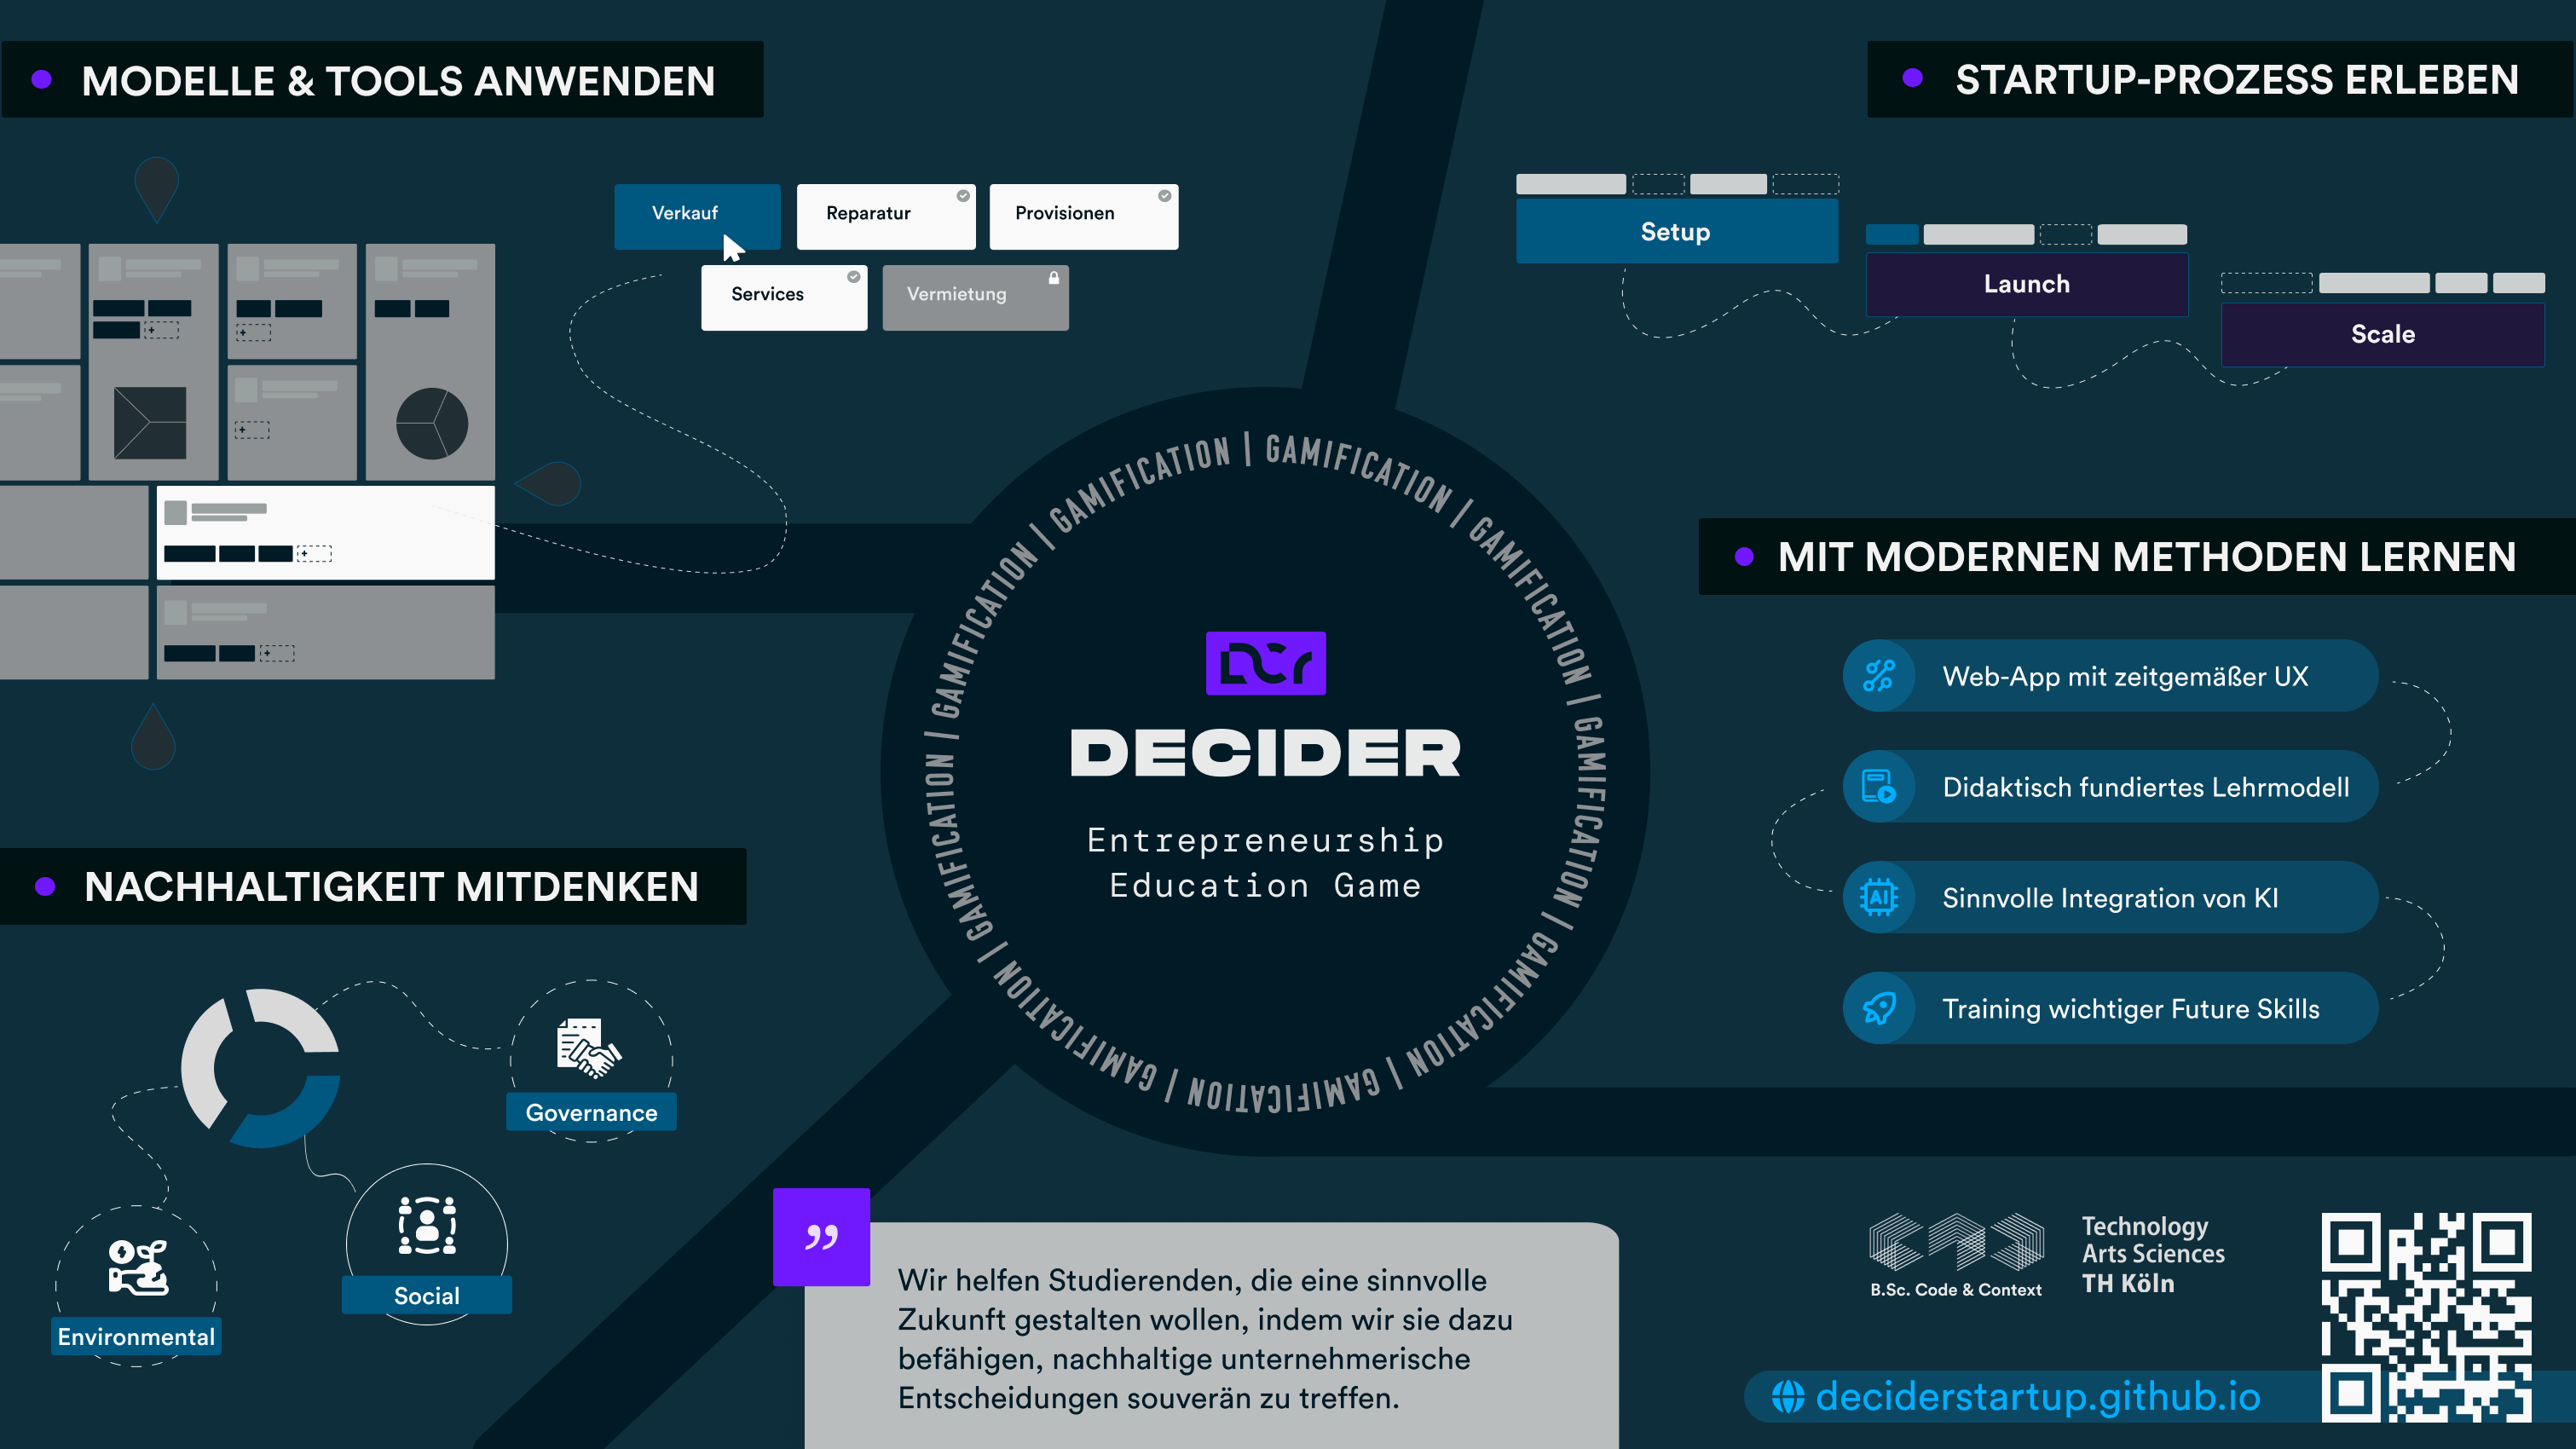 MODELLE & TOOLS ANWENDEN
Verkauf
Reparatur
Provisionen
Services
Vermietung
STARTUP-PROZESS ERLEBEN
Setup
Launch
Scale
GAMIFICATION | GAMIFICATION | GAMIFICATION | GAMIFICATION | GAMIFICATION | GAMIFICATION | GAMIFICATION | GAMIFICATION | GAMIFICATION | GAMIFICATION |
DCr
DECIDER
Entrepreneurship
Education Game
MIT MODERNEN METHODEN LERNEN
Web-App mit zeitgemäßer UX
Didaktisch fundiertes Lehrmodell
AI
Sinnvolle Integration von KI
Training wichtiger Future Skills
NACHHALTIGKEIT MITDENKEN
Governance
Social
Environmental
”
Wir helfen Studierenden, die eine sinnvolle
Zukunft gestalten wollen, indem wir sie dazu
befähigen, nachhaltige unternehmerische
Entscheidungen souverän zu treffen.
B.Sc. Code & Context
Technology
Arts Sciences
TH Köln
deciderstartup.github.io